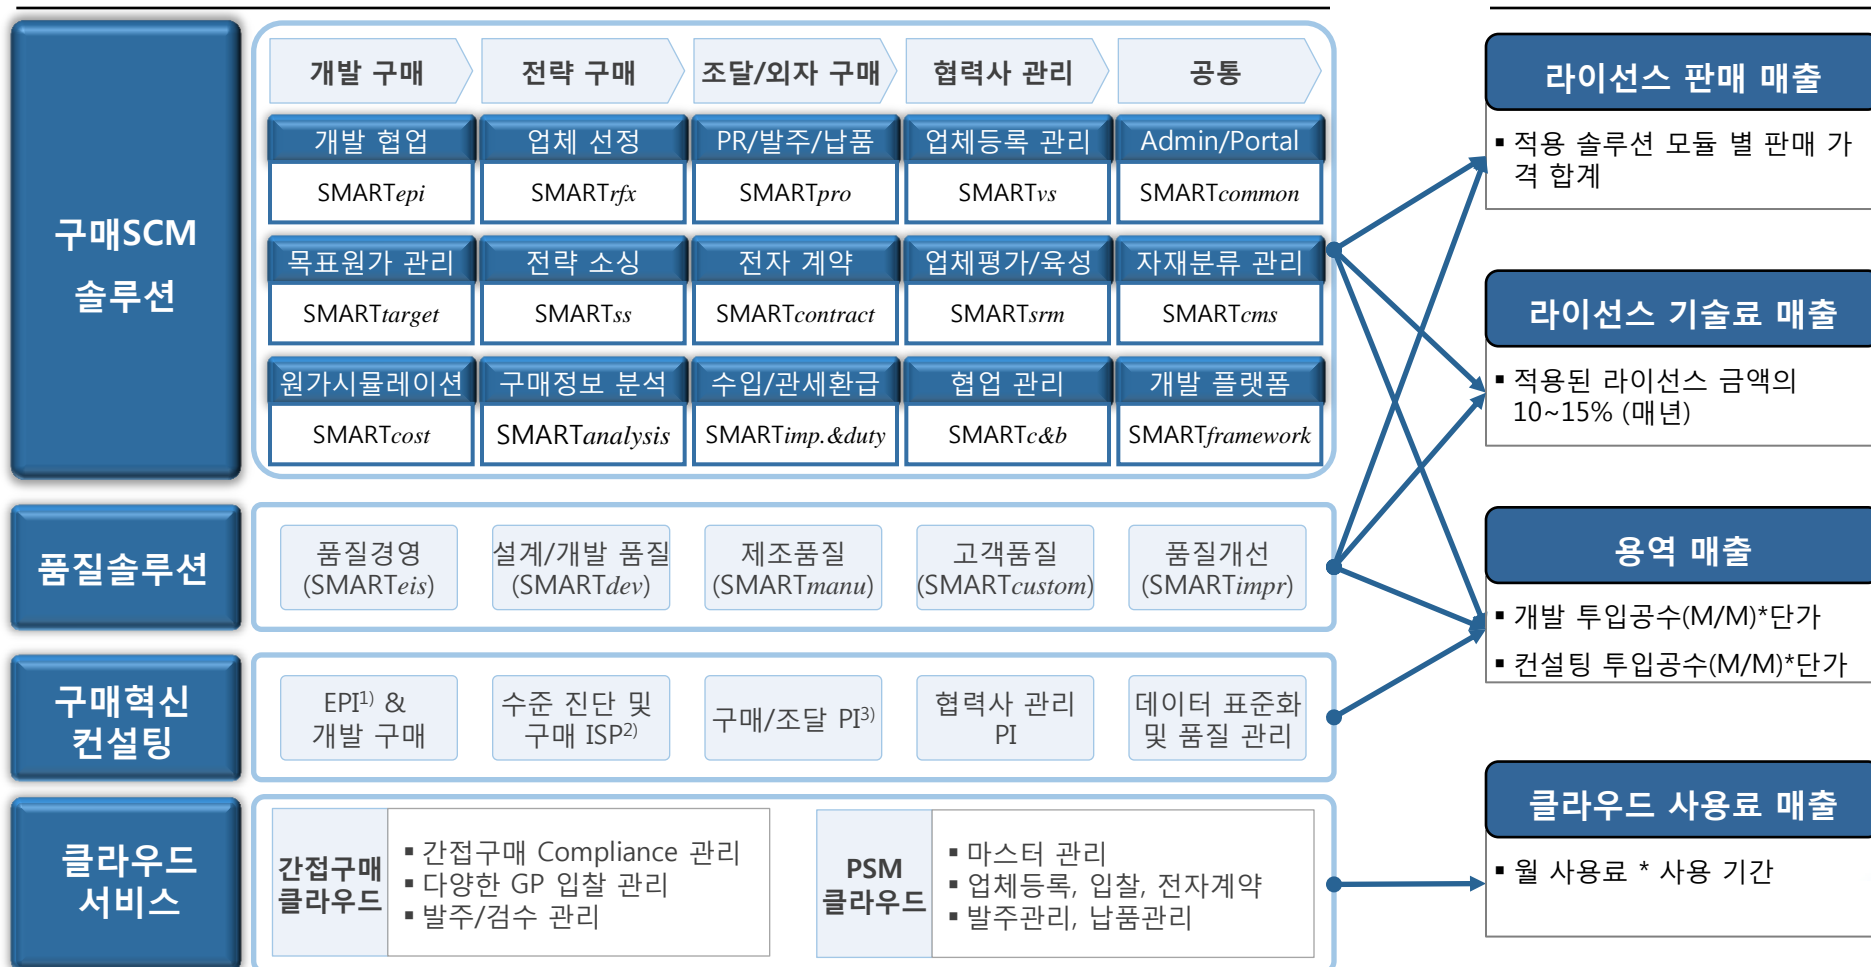 구매SCM
솔루션
개발 구매
전략 구매
조달/외자 구매
협력사 관리
공통
개발 협업
업체 선정
PR/발주/납품
업체등록 관리
Admin/Portal
SMARTepi
SMARTrfx
SMARTpro
SMARTvs
SMARTcommon
목표원가 관리
전략 소싱
전자 계약
업체평가/육성
자재분류 관리
SMARTtarget
SMARTss
SMARTcontract
SMARTsrm
SMARTcms
원가시뮬레이션
구매정보 분석
수입/관세환급
협업 관리
개발 플랫폼
SMARTcost
SMARTanalysis
SMARTimp.&duty
SMARTc&b
SMARTframework
품질솔루션
품질경영
(SMARTeis)
설계/개발 품질
(SMARTdev)
제조품질
(SMARTmanu)
고객품질
(SMARTcustom)
품질개선
(SMARTimpr)
구매혁신
컨설팅
EPI1) &
개발 구매
수준 진단 및
구매 ISP2)
구매/조달 PI3)
협력사 관리
PI
데이터 표준화
및 품질 관리
클라우드
서비스
간접구매
클라우드
▪ 간접구매 Compliance 관리
▪ 다양한 GP 입찰 관리
▪ 발주/검수 관리
PSM
클라우드
▪ 마스터 관리
▪ 업체등록, 입찰, 전자계약
▪ 발주관리, 납품관리
라이선스 판매 매출
▪ 적용 솔루션 모듈 별 판매 가
격 합계
라이선스 기술료 매출
▪ 적용된 라이선스 금액의
10~15% (매년)
용역 매출
▪ 개발 투입공수(M/M)*단가
▪ 컨설팅 투입공수(M/M)*단가
클라우드 사용료 매출
▪ 월 사용료 * 사용 기간